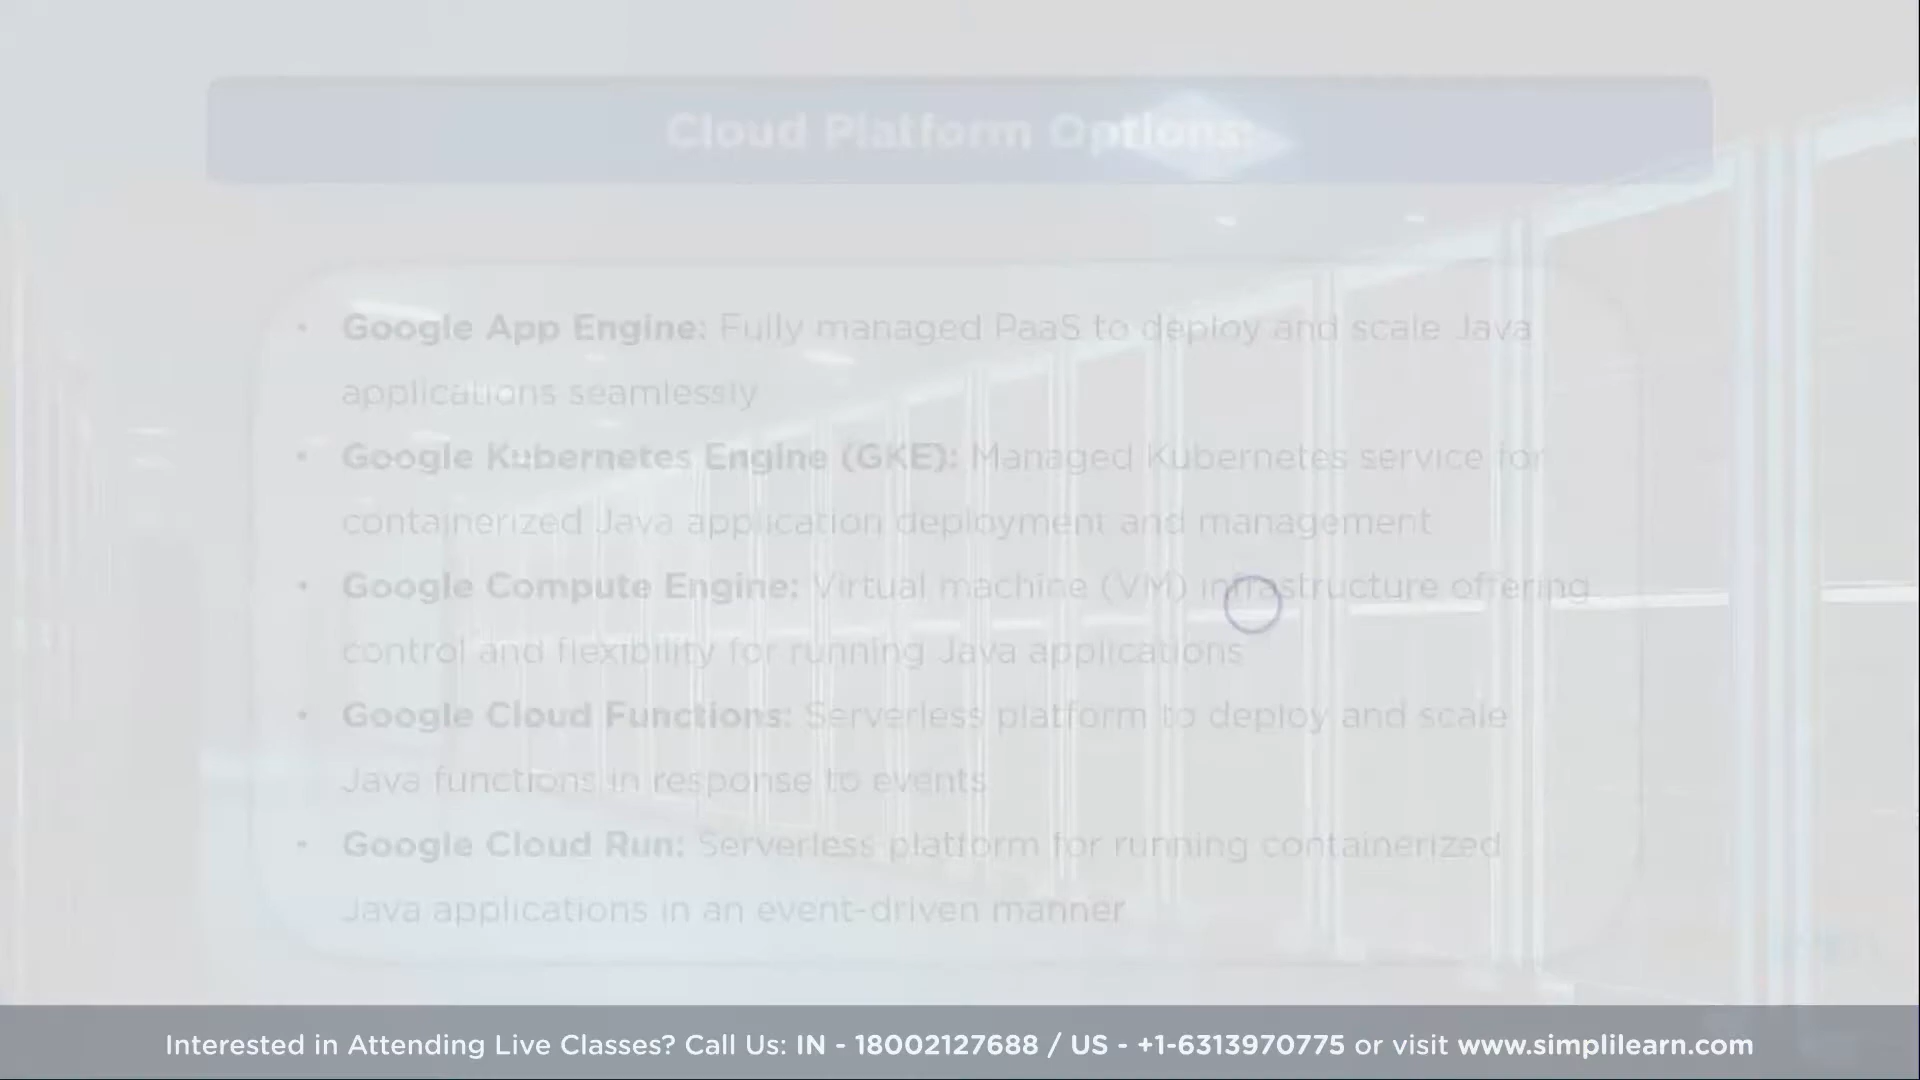 Cloud Platform Options:
• Google App Engine: Fully managed PaaS to deploy and scale Java
applications seamlessly
• Google Kubernetes Engine (GKE): Managed Kubernetes service for
containerized Java application deployment and management
• Google Compute Engine: Virtual machine (VM) infrastructure offering
control and flexibility for running Java applications
• Google Cloud Functions: Serverless platform to deploy and scale
Java functions in response to events
• Google Cloud Run: Serverless platform for running containerized
Java applications in an event-driven manner
Interested in Attending Live Classes? Call Us: IN - 18002127688 / US - +1-6313970775 or visit www.simplilearn.com